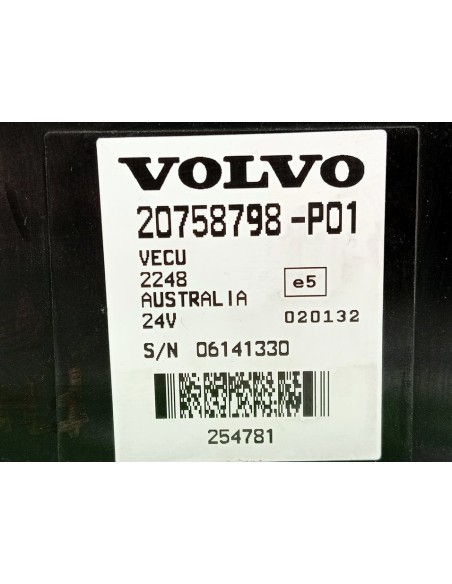 VOLVO
20758798-P01
VECU
2248 e5
AUSTRALIA
24V 020132
S/N 06141330
254781